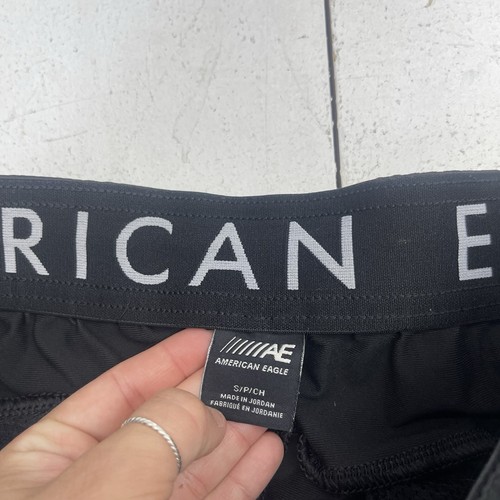 RICAN E
AE
AMERICAN EAGLE
S/P/CH
MADE IN JORDAN
FABRIQUÉ EN JORDANIE